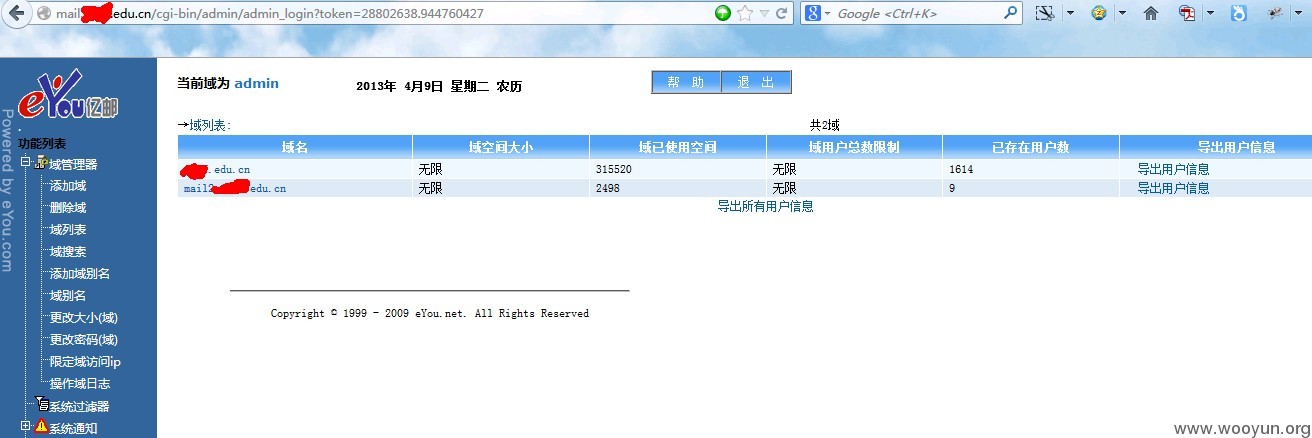 mail .edu.cn/cgi-bin/admin/admin_login?token=28802638.944760427
Google <Ctrl+K>
eYou亿邮
Powered by eYou.com
功能列表
域管理器
添加域
删除域
域列表
域搜索
添加域别名
域别名
更改大小(域)
更改密码(域)
限定域访问ip
操作域日志
系统过滤器
系统通知
当前域为 admin
2013年 4月9日 星期二 农历
帮 助
退 出
→域列表:
共2域
域名 域空间大小 域已使用空间 域用户总数限制 已存在用户数 导出用户信息
.edu.cn 无限 315520 无限 1614 导出用户信息
mail2 edu.cn 无限 2498 无限 9 导出用户信息
导出所有用户信息
Copyright © 1999 - 2009 eYou.net. All Rights Reserved
www.wooyun.org